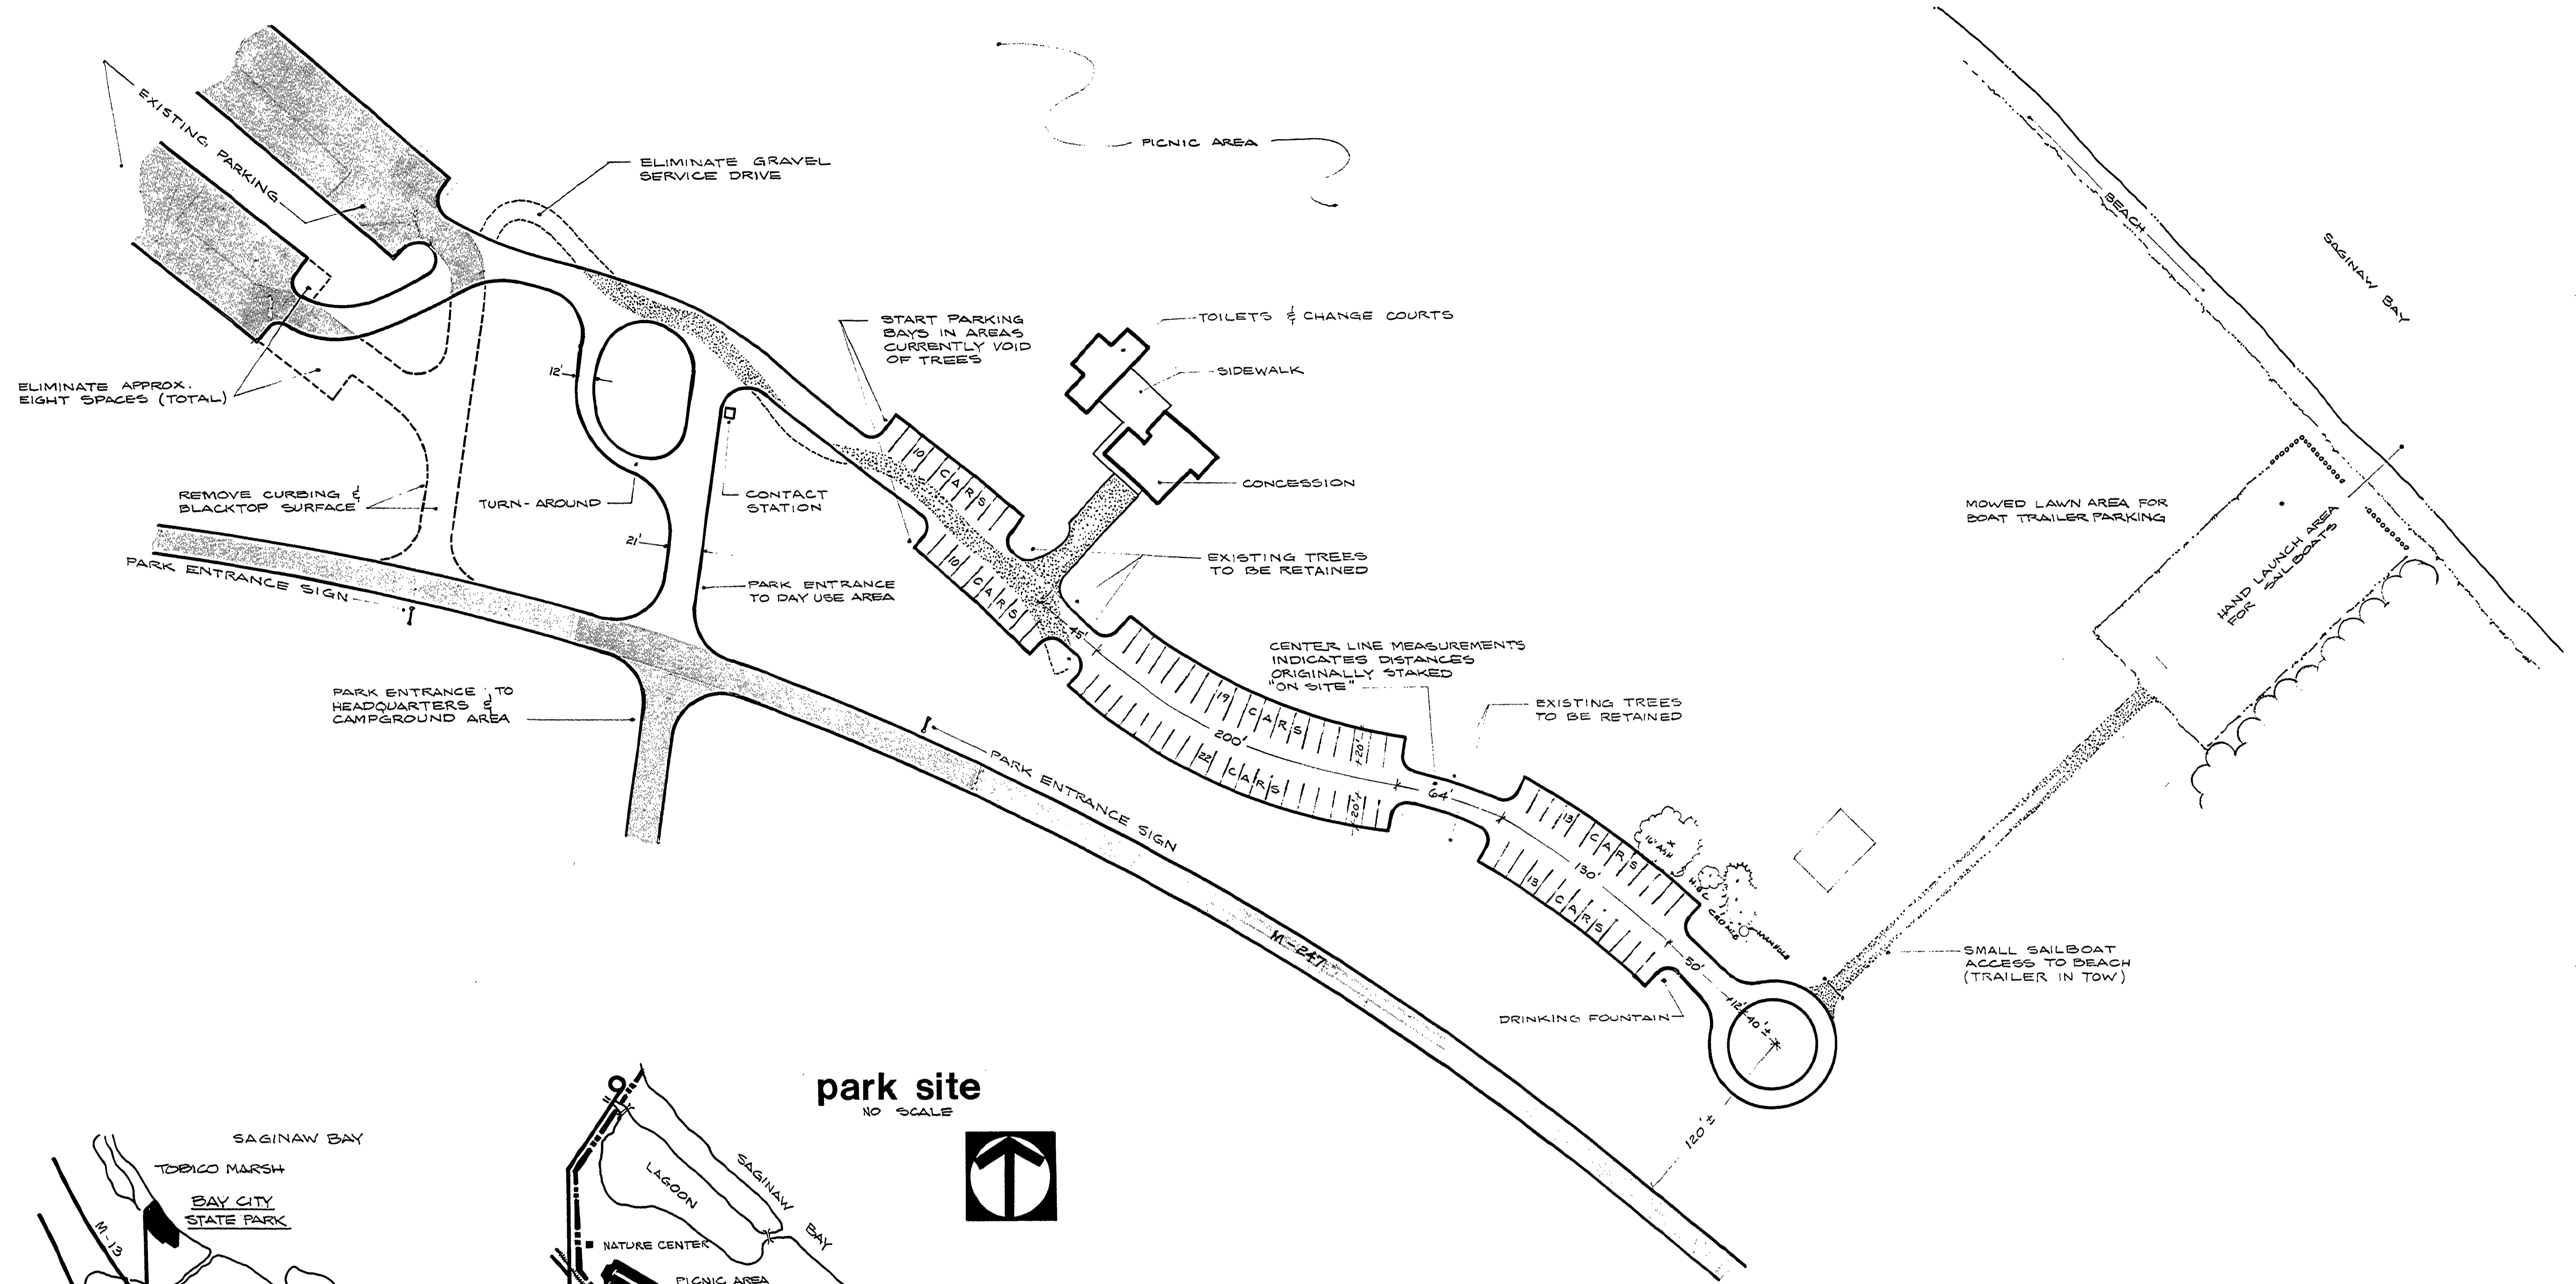 EXISTING PARKING
ELIMINATE GRAVEL
SERVICE DRIVE
PICNIC AREA
BEACH
SAGINAW BAY
START PARKING
BAYS IN AREAS
CURRENTLY VOID
OF TREES
TOILETS & CHANGE COURTS
SIDEWALK
12'
ELIMINATE APPROX.
EIGHT SPACES (TOTAL)
10 CARS
CONCESSION
REMOVE CURBING &
BLACKTOP SURFACE
TURN-AROUND
CONTACT
STATION
MOWED LAWN AREA FOR
BOAT TRAILER PARKING
HAND LAUNCH AREA
FOR SAILBOATS
21'
EXISTING TREES
TO BE RETAINED
PARK ENTRANCE SIGN
10 CARS
PARK ENTRANCE
TO DAY USE AREA
45'
CENTER LINE MEASUREMENTS
INDICATES DISTANCES
ORIGINALLY STAKED
"ON SITE"
PARK ENTRANCE TO
HEADQUARTERS &
CAMPGROUND AREA
19 CARS
20'
EXISTING TREES
TO BE RETAINED
200'
22 CARS
20'
64'
PARK ENTRANCE SIGN
13 CARS
16" ASH
130'
13 CARS
MANHOLE
M-247
50'
SMALL SAILBOAT
ACCESS TO BEACH
(TRAILER IN TOW)
DRINKING FOUNTAIN
12'
40'±
120'±
park site
NO SCALE
SAGINAW BAY
TOBICO MARSH
BAY CITY
STATE PARK
M-13
LAGOON
SAGINAW BAY
NATURE CENTER
PICNIC AREA